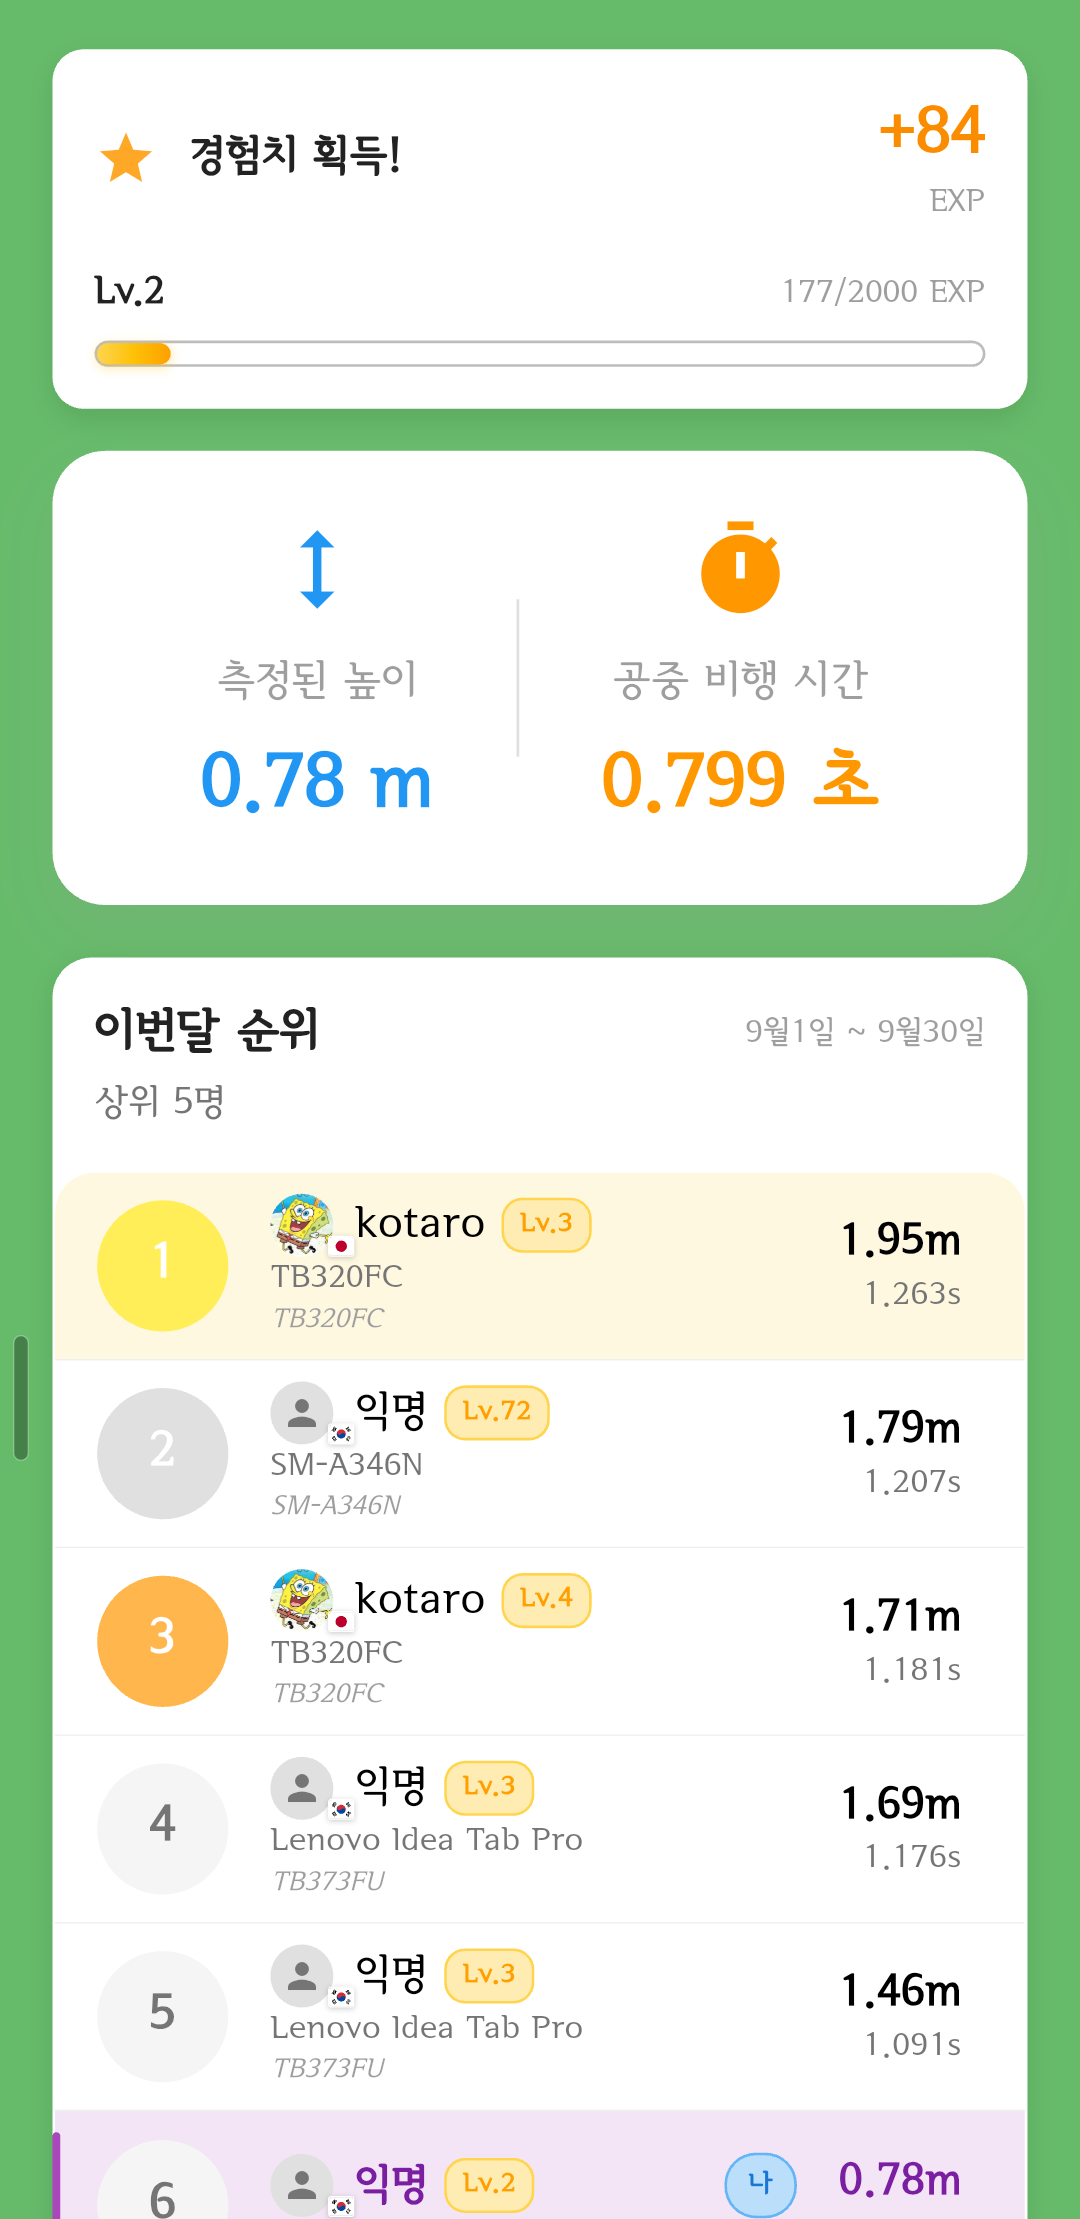 경험치 획득!
+84
EXP
Lv.2
177/2000 EXP
측정된 높이
0.78 m
공중 비행 시간
0.799 초
이번달 순위
9월1일 ~ 9월30일
상위 5명
1
kotaro Lv.3
TB320FC
TB320FC
1.95m
1.263s
2
익명 Lv.72
SM-A346N
SM-A346N
1.79m
1.207s
3
kotaro Lv.4
TB320FC
TB320FC
1.71m
1.181s
4
익명 Lv.3
Lenovo Idea Tab Pro
TB373FU
1.69m
1.176s
5
익명 Lv.3
Lenovo Idea Tab Pro
TB373FU
1.46m
1.091s
6
익명 Lv.2
나
0.78m